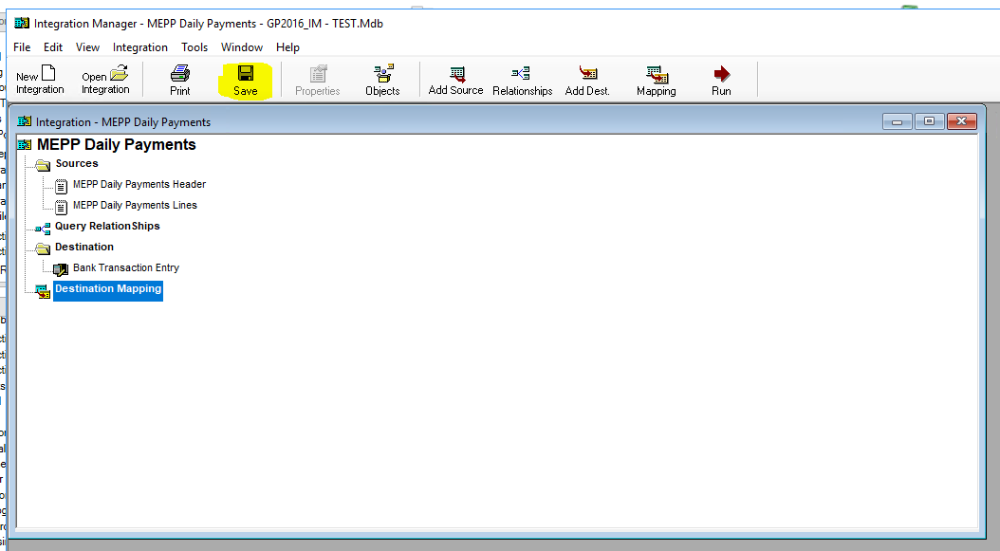 Integration Manager - MEPP Daily Payments - GP2016_IM - TEST.Mdb
File Edit View Integration Tools Window Help
New Integration
Open Integration
Print
Save
Properties
Objects
Add Source
Relationships
Add Dest.
Mapping
Run
Integration - MEPP Daily Payments
MEPP Daily Payments
Sources
MEPP Daily Payments Header
MEPP Daily Payments Lines
Query RelationShips
Destination
Bank Transaction Entry
Destination Mapping